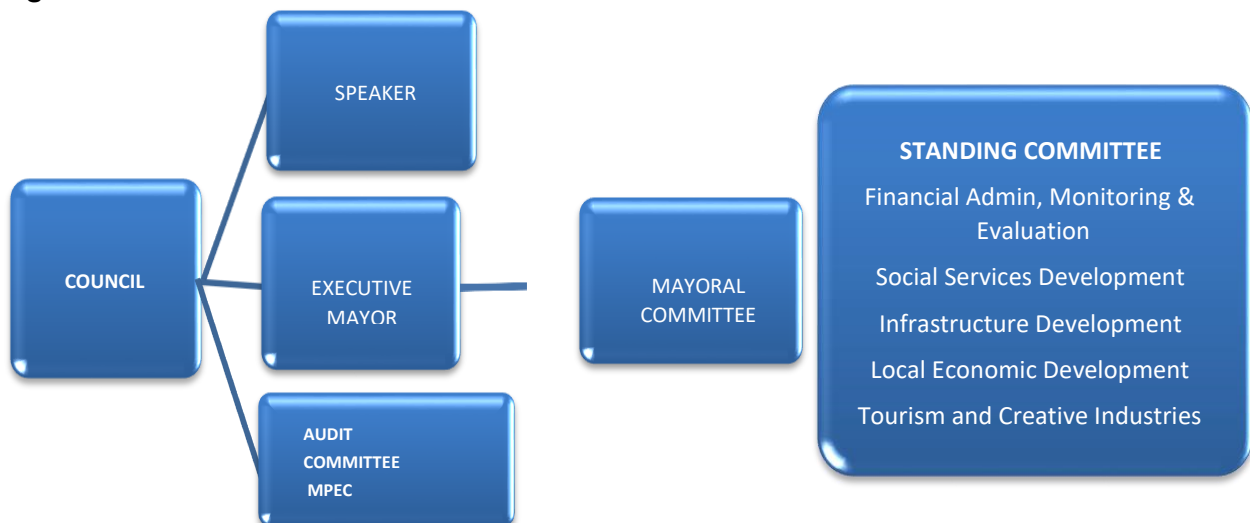 SPEAKER
COUNCIL
EXECUTIVE
MAYOR
AUDIT
COMMITTEE
MPEC
MAYORAL
COMMITTEE
STANDING COMMITTEE
Financial Admin, Monitoring &
Evaluation
Social Services Development
Infrastructure Development
Local Economic Development
Tourism and Creative Industries